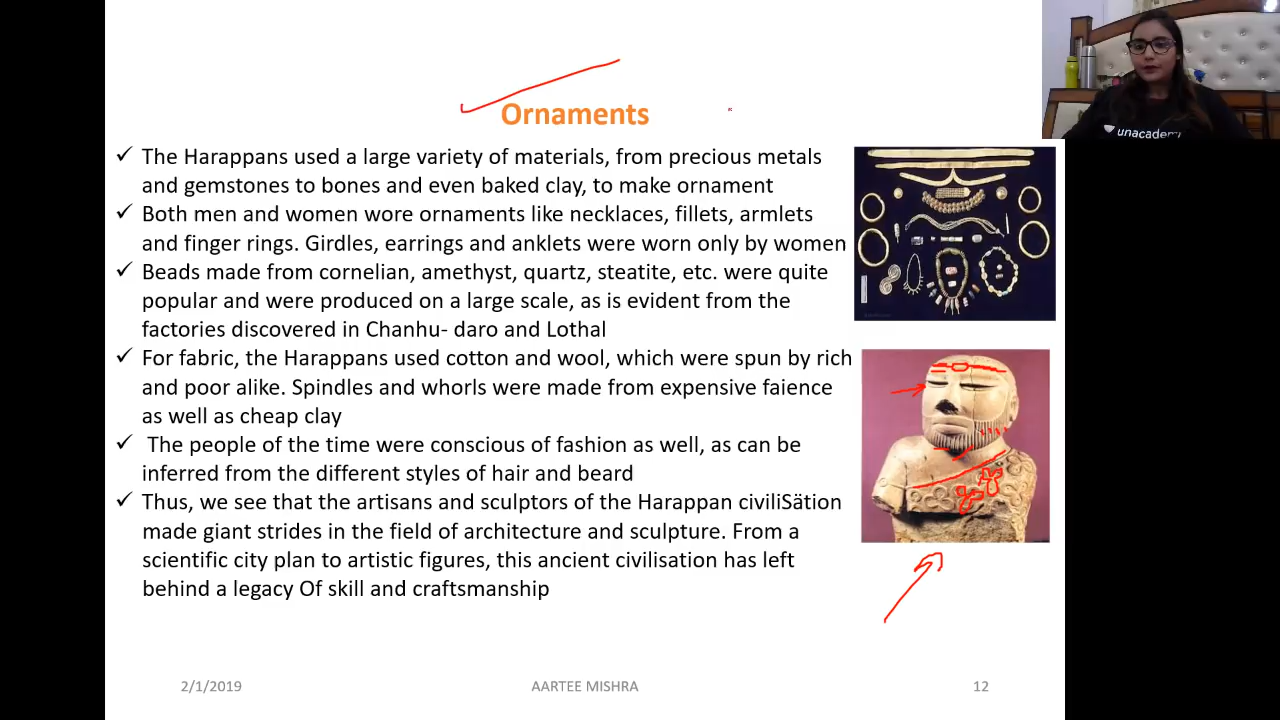 Ornaments
unacademy
✓ The Harappans used a large variety of materials, from precious metals
and gemstones to bones and even baked clay, to make ornament
✓ Both men and women wore ornaments like necklaces, fillets, armlets
and finger rings. Girdles, earrings and anklets were worn only by women
✓ Beads made from cornelian, amethyst, quartz, steatite, etc. were quite
popular and were produced on a large scale, as is evident from the
factories discovered in Chanhu- daro and Lothal
✓ For fabric, the Harappans used cotton and wool, which were spun by rich
and poor alike. Spindles and whorls were made from expensive faience
as well as cheap clay
✓ The people of the time were conscious of fashion as well, as can be
inferred from the different styles of hair and beard
✓ Thus, we see that the artisans and sculptors of the Harappan civiliSätion
made giant strides in the field of architecture and sculpture. From a
scientific city plan to artistic figures, this ancient civilisation has left
behind a legacy Of skill and craftsmanship
2/1/2019
AARTEE MISHRA
12